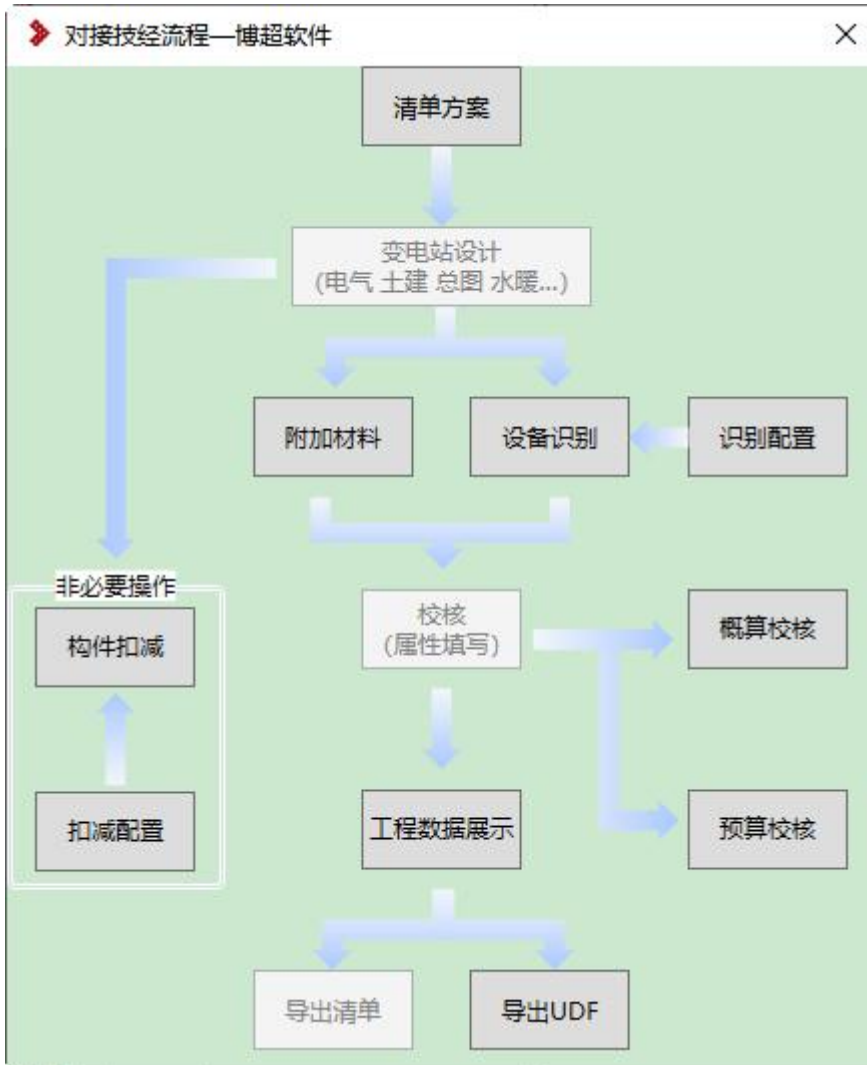 对接技经流程—博超软件
清单方案
变电站设计
(电气 土建 总图 水暖...)
附加材料
设备识别
识别配置
非必要操作
构件扣减
校核
(属性填写)
概算校核
扣减配置
工程数据展示
预算校核
导出清单
导出UDF